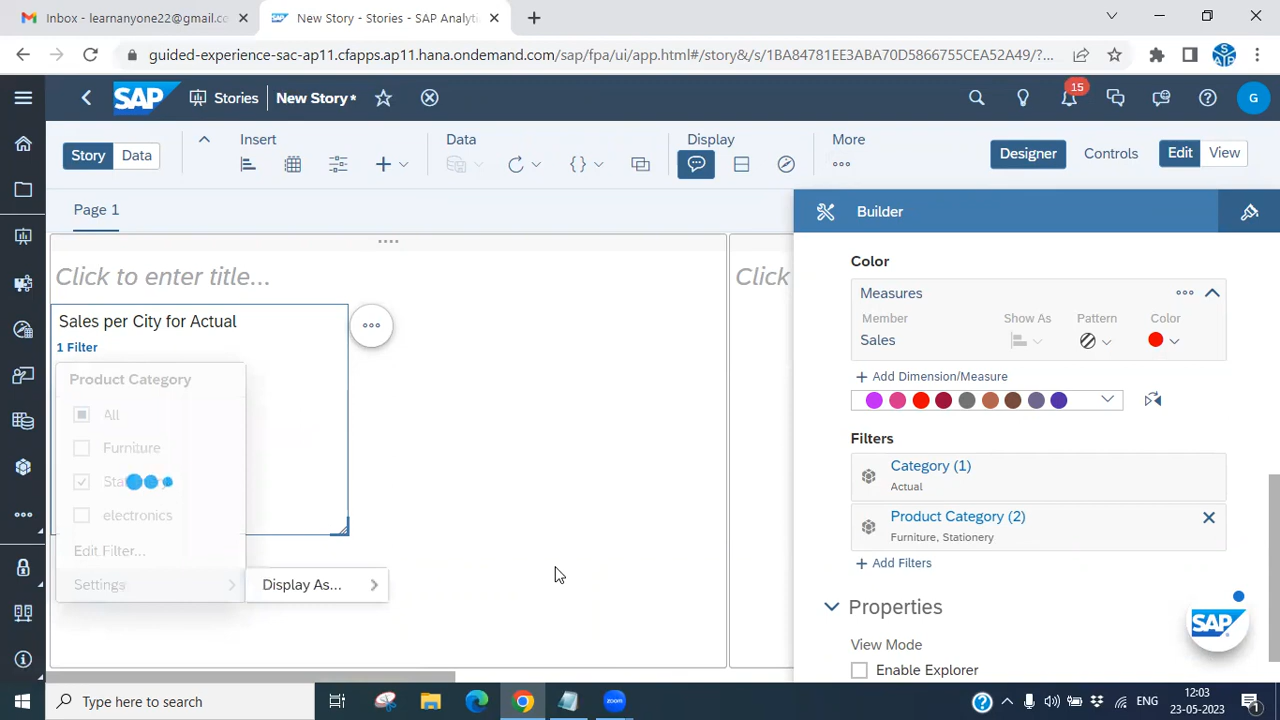 Inbox - learnanyone22@gmail.co
New Story - Stories - SAP Analyti
guided-experience-sac-ap11.cfapps.ap11.hana.ondemand.com/sap/fpa/ui/app.html#/story&/s/1BA84781EE3ABA70D5866755CEA52A49/?...
SAP
Stories
New Story*
15
G
Story
Data
Insert
Data
Display
More
Designer
Controls
Edit
View
Page 1
Builder
Click to enter title...
Click
Sales per City for Actual
1 Filter
Product Category
All
Furniture
Stationery
electronics
Edit Filter...
Settings
Display As...
Color
Measures
Member
Show As
Pattern
Color
Sales
+ Add Dimension/Measure
Filters
Category (1)
Actual
Product Category (2)
Furniture, Stationery
+ Add Filters
Properties
View Mode
Enable Explorer
SAP
Type here to search
zoom
ENG
12:03
23-05-2023
1